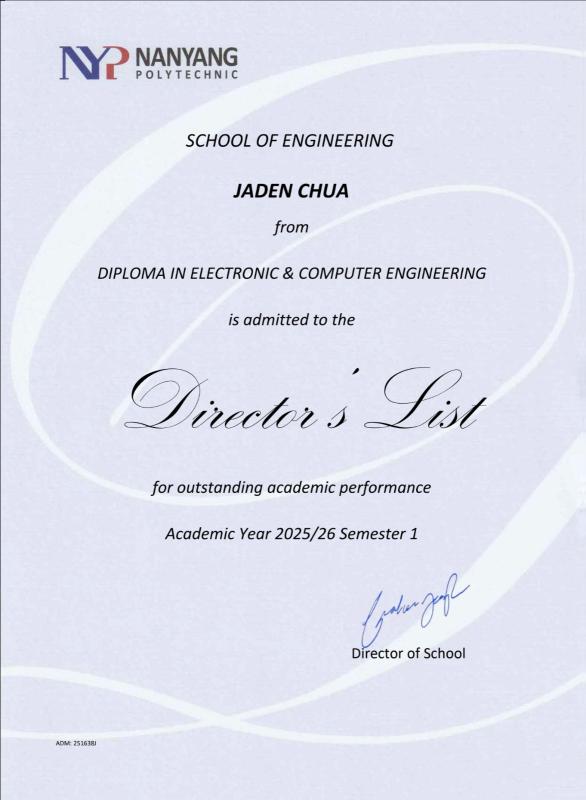 NYP NANYANG
POLYTECHNIC
SCHOOL OF ENGINEERING
JADEN CHUA
from
DIPLOMA IN ELECTRONIC & COMPUTER ENGINEERING
is admitted to the
Director's List
for outstanding academic performance
Academic Year 2025/26 Semester 1
Director of School
ADM: 251638J